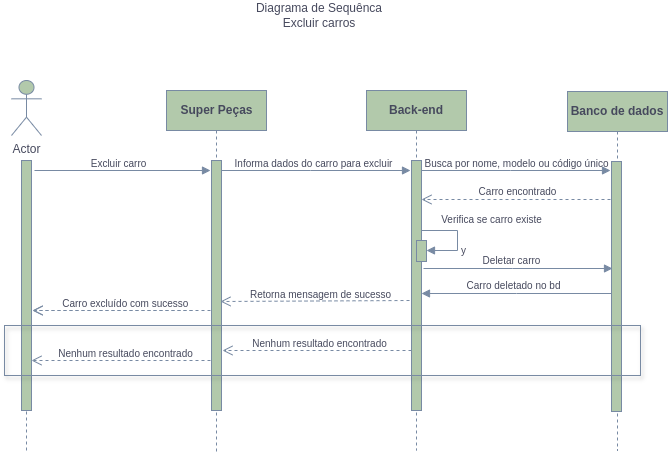 Diagrama de Sequênca
Excluir carros
Super Peças
Back-end
Banco de dados
Actor
Excluir carro
Informa dados do carro para excluir
Busca por nome, modelo ou código único
Carro encontrado
Verifica se carro existe
y
Deletar carro
Carro deletado no bd
Retorna mensagem de sucesso
Carro excluído com sucesso
Nenhum resultado encontrado
Nenhum resultado encontrado